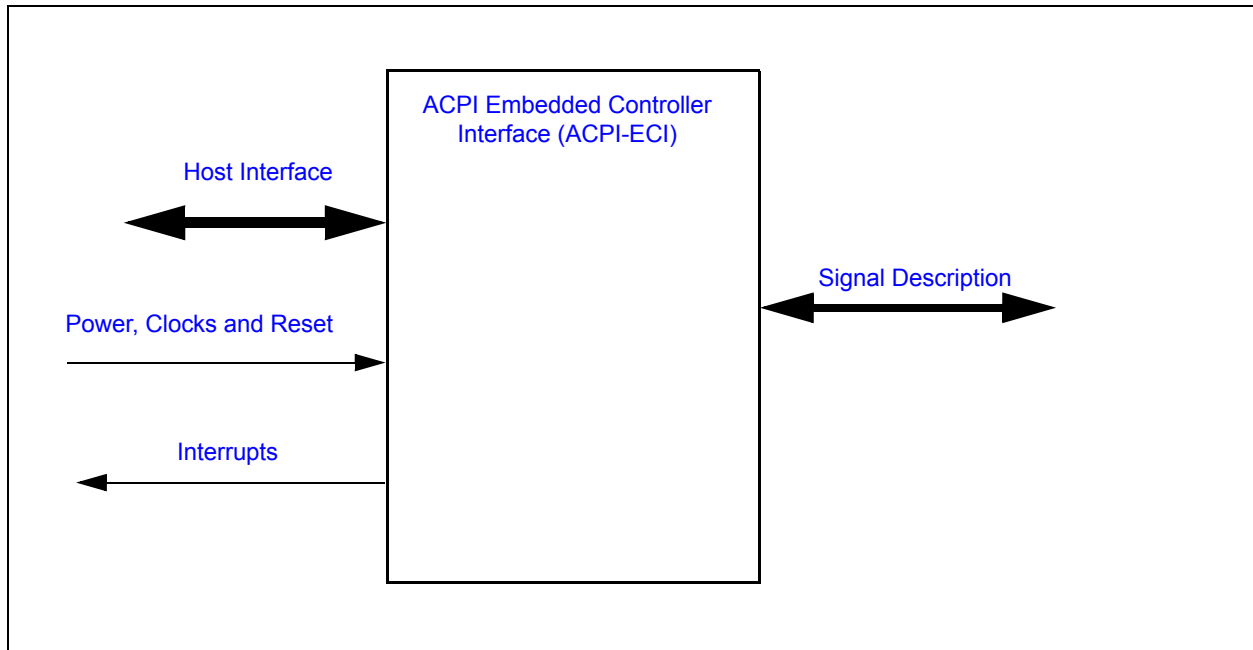 ACPI Embedded Controller
Interface (ACPI-ECI)
Host Interface
Signal Description
Power, Clocks and Reset
Interrupts